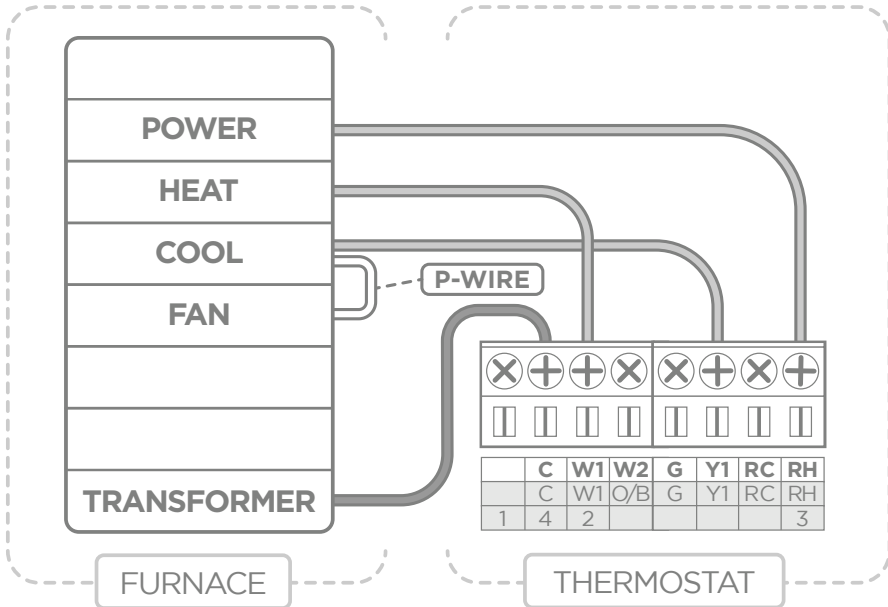 POWER
HEAT
COOL
P-WIRE
FAN
TRANSFORMER
C W1 W2 G Y1 RC RH
C W1 O/B G Y1 RC RH
1 4 2 3
FURNACE
THERMOSTAT